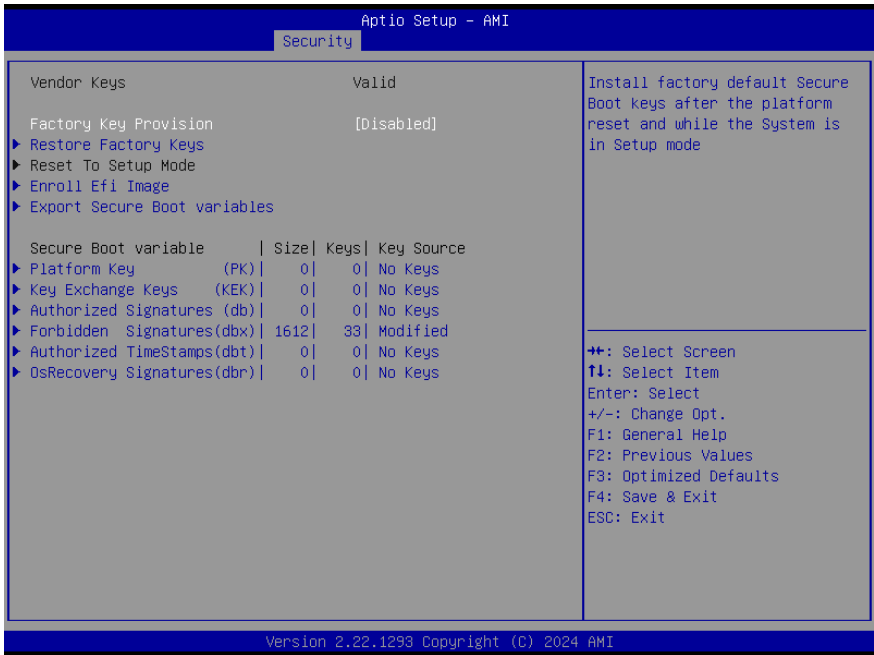 Aptio Setup – AMI
Security
Vendor Keys Valid
Factory Key Provision [Disabled]
Restore Factory Keys
Reset To Setup Mode
Enroll Efi Image
Export Secure Boot variables
Secure Boot variable | Size| Keys| Key Source
Platform Key (PK)| 0| 0| No Keys
Key Exchange Keys (KEK)| 0| 0| No Keys
Authorized Signatures (db)| 0| 0| No Keys
Forbidden Signatures(dbx)| 1612| 33| Modified
Authorized TimeStamps(dbt)| 0| 0| No Keys
OsRecovery Signatures(dbr)| 0| 0| No Keys
Install factory default Secure
Boot keys after the platform
reset and while the System is
in Setup mode
→←: Select Screen
↑↓: Select Item
Enter: Select
+/-: Change Opt.
F1: General Help
F2: Previous Values
F3: Optimized Defaults
F4: Save & Exit
ESC: Exit
Version 2.22.1293 Copyright (C) 2024 AMI